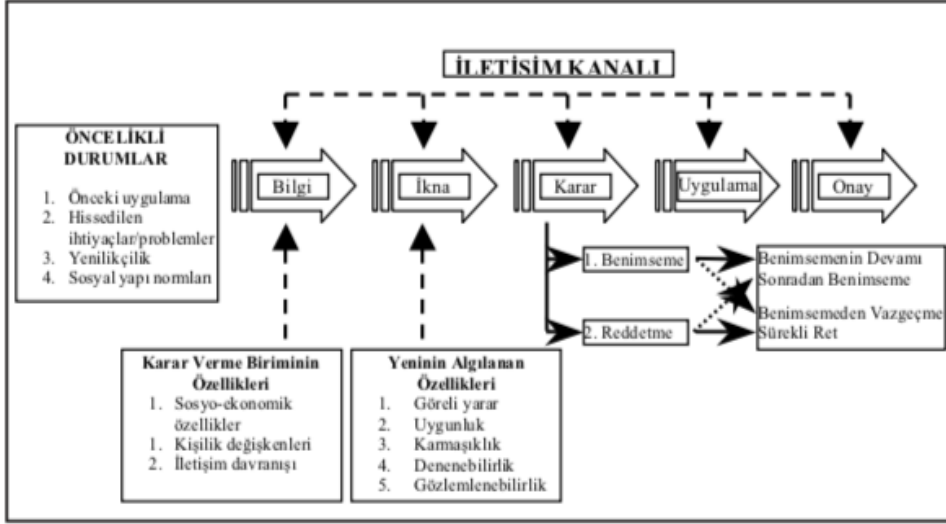 İLETİŞİM KANALI
ÖNCELİKLİ
DURUMLAR
1. Önceki uygulama
2. Hissedilen
ihtiyaçlar/problemler
3. Yenilikçilik
4. Sosyal yapı normları
Bilgi
İkna
Karar
Uygulama
Onay
1. Benimseme
2. Reddetme
Benimsemenin Devamı
Sonradan Benimseme
Benimsemeden Vazgeçme
Sürekli Ret
Karar Verme Biriminin
Özellikleri
1. Sosyo-ekonomik
özellikler
1. Kişilik değişkenleri
2. İletişim davranışı
Yeninin Algılanan
Özellikleri
1. Göreli yarar
2. Uygunluk
3. Karmaşıklık
4. Denenebilirlik
5. Gözlemlenebilirlik